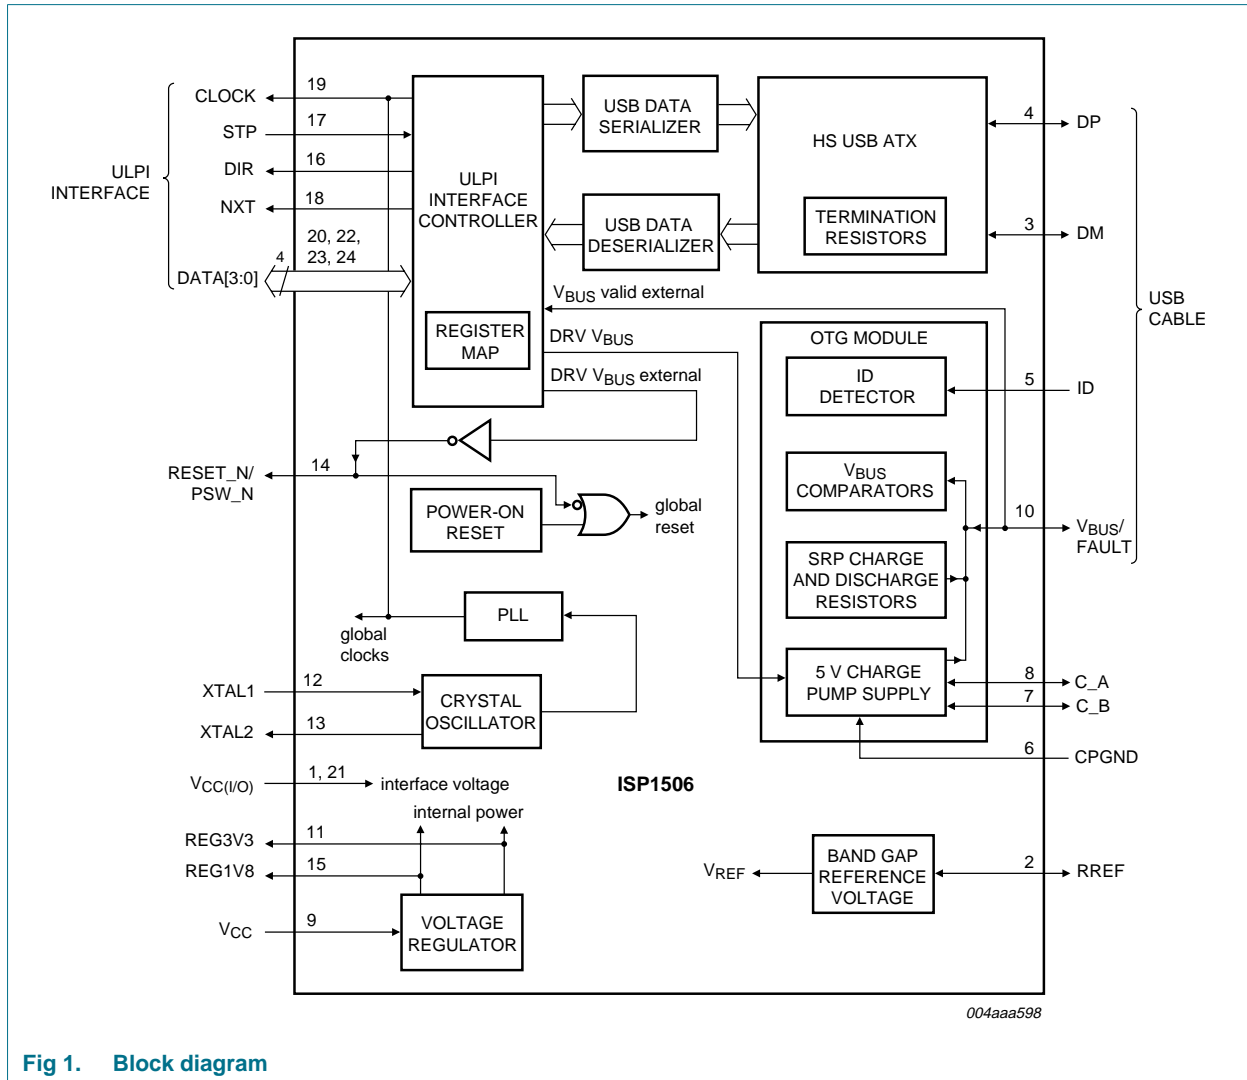 CLOCK
19
STP
17
DIR
16
NXT
18
DATA[3:0]
4
20, 22,
23, 24
ULPI
INTERFACE
ULPI
INTERFACE
CONTROLLER
REGISTER
MAP
USB DATA
SERIALIZER
USB DATA
DESERIALIZER
HS USB ATX
TERMINATION
RESISTORS
4
DP
3
DM
USB
CABLE
VBUS valid external
DRV VBUS
DRV VBUS external
OTG MODULE
ID
DETECTOR
5
ID
VBUS
COMPARATORS
10
VBUS/
FAULT
SRP CHARGE
AND DISCHARGE
RESISTORS
5 V CHARGE
PUMP SUPPLY
8
C_A
7
C_B
6
CPGND
RESET_N/
PSW_N
14
POWER-ON
RESET
global
reset
PLL
global
clocks
XTAL1
12
XTAL2
13
CRYSTAL
OSCILLATOR
VCC(I/O)
1, 21
interface voltage
ISP1506
internal power
REG3V3
11
REG1V8
15
VCC
9
VOLTAGE
REGULATOR
VREF
BAND GAP
REFERENCE
VOLTAGE
2
RREF
004aaa598
Fig 1. Block diagram